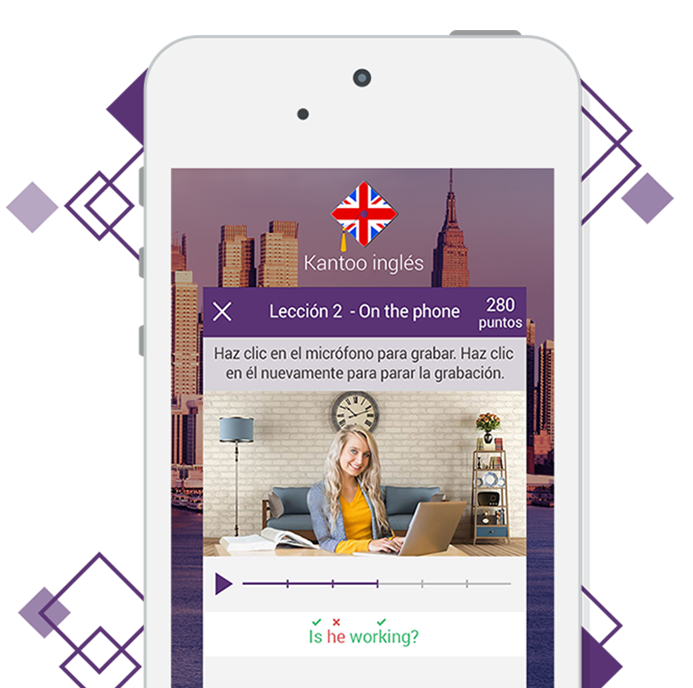 Kantoo inglés
Lección 2 - On the phone
280
puntos
Haz clic en el micrófono para grabar. Haz clic
en él nuevamente para parar la grabación.
Is he working?